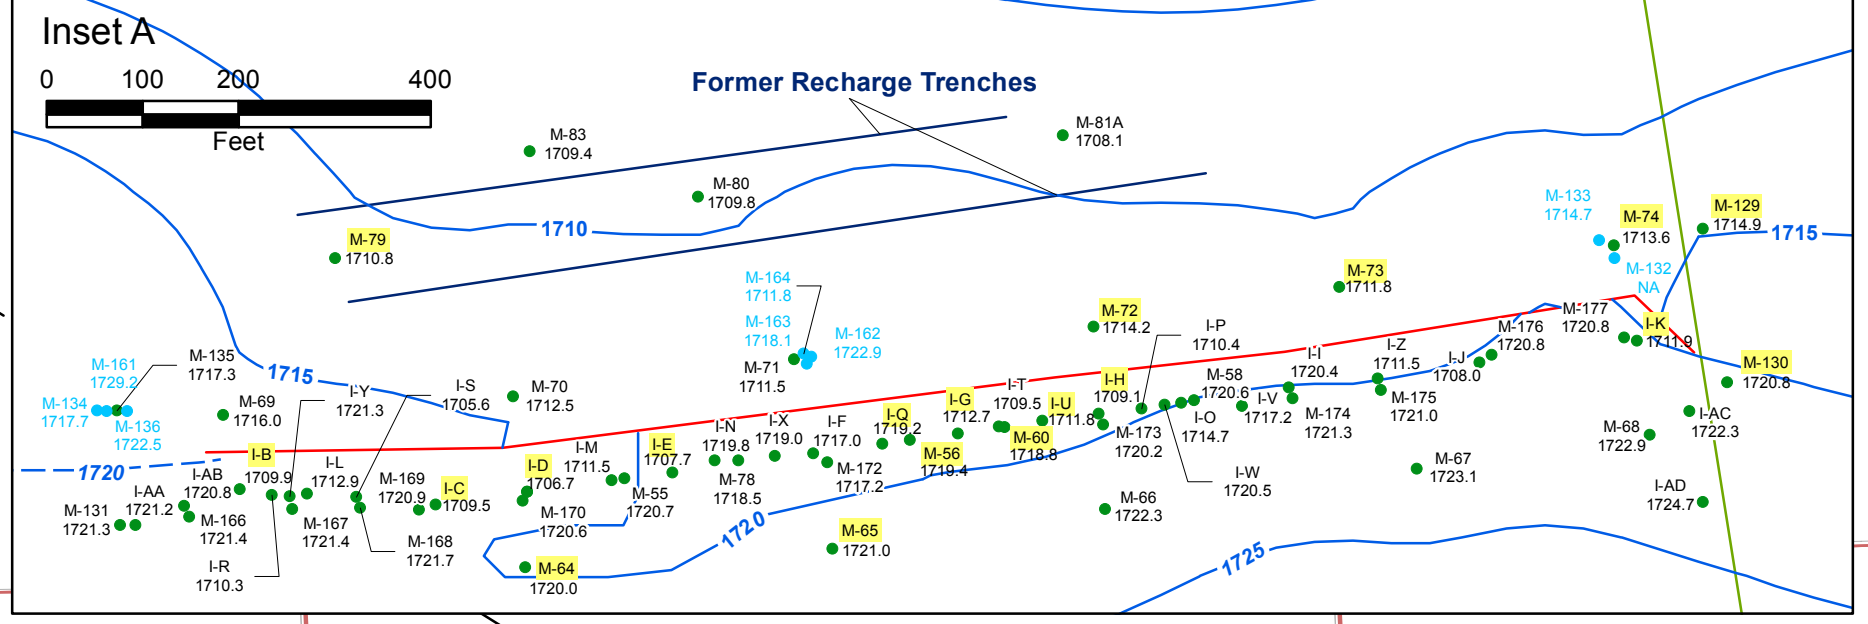 Inset A
0 100 200 400
Feet
Former Recharge Trenches
M-83
1709.4
M-81A
1708.1
M-80
1709.8
M-79
1710.8
1710
M-133
1714.7
M-74
1713.6
M-129
1714.9
1715
M-132
NA
M-73
1711.8
M-164
1711.8
M-163
1718.1
M-162
1722.9
M-71
1711.5
M-72
1714.2
I-P
1710.4
M-177
1720.8
I-K
1711.9
M-176
1720.8
I-Z
1711.5
I-J
1708.0
I-I
1720.4
M-130
1720.8
M-161
1729.2
M-135
1717.3
M-134
1717.7
M-136
1722.5
M-69
1716.0
1715
I-Y
1721.3
I-S
1705.6
M-70
1712.5
I-T
1709.5
I-H
1709.1
M-58
1720.6
I-V
1717.2
M-174
1721.3
M-175
1721.0
I-G
1712.7
I-U
1711.8
I-Q
1719.2
I-F
1717.0
I-X
1719.0
I-N
1719.8
I-E
1707.7
I-M
1711.5
I-D
1706.7
I-O
1714.7
M-173
1720.2
M-60
1718.8
M-56
1719.4
M-172
1717.2
M-78
1718.5
M-55
1720.7
M-170
1720.6
I-W
1720.5
M-68
1722.9
I-AC
1722.3
M-67
1723.1
I-AD
1724.7
M-66
1722.3
M-65
1721.0
M-64
1720.0
1720
1725
1720
I-B
1709.9
I-L
1712.9
M-169
1720.9
I-C
1709.5
I-AB
1720.8
I-AA
1721.2
M-131
1721.3
M-166
1721.4
M-167
1721.4
M-168
1721.7
I-R
1710.3